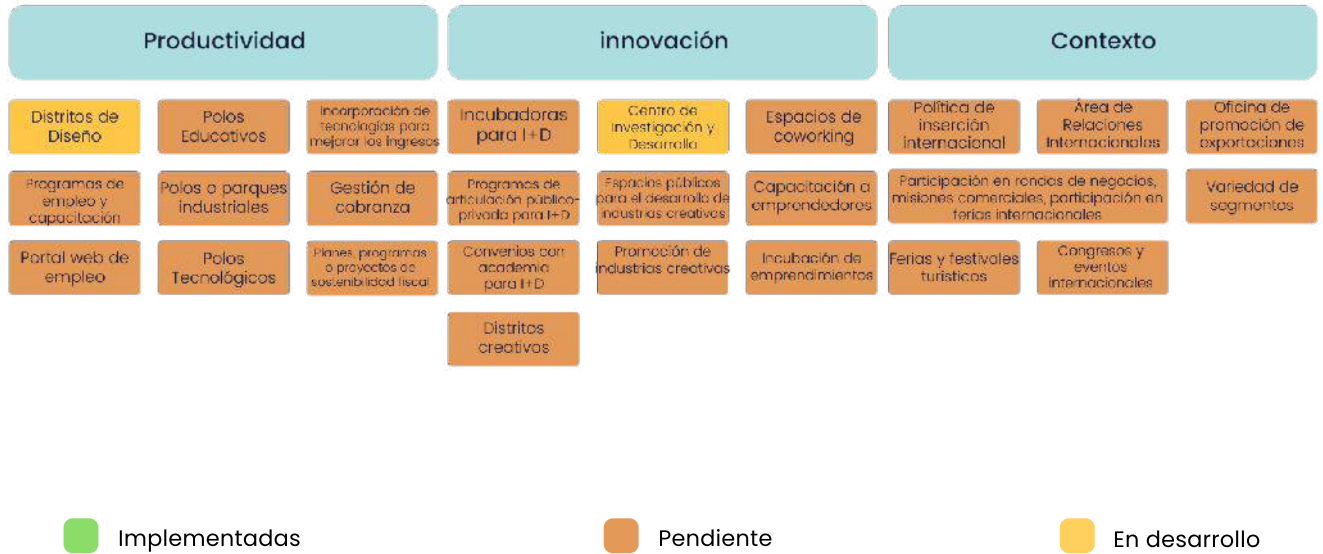 Productividad
innovación
Contexto
Distritos de
Diseño
Polos
Educativos
Incorporación de
tecnologías para
mejorar los ingresos
Incubadoras
para I+D
Centro de
Investigación y
Desarrollo
Espacios de
coworking
Política de
inserción
internacional
Área de
Relaciones
Internacionales
Oficina de
promoción de
exportaciones
Programas de
empleo y
capacitación
Polos o parques
industriales
Gestión de
cobranza
Programas de
articulación público-
privada para I+D
Espacios públicos
para el desarrollo de
industrias creativas
Capacitación a
emprendedores
Participación en rondas de negocios,
misiones comerciales, participación en
ferias internacionales
Variedad de
segmentos
Portal web de
empleo
Polos
Tecnológicos
Planes, programas
o proyectos de
sostenibilidad fiscal
Convenios con
academia
para I+D
Promoción de
industrias creativas
Incubación de
emprendimientos
Ferias y festivales
turísticos
Congresos y
eventos
internacionales
Distritos
creativos
Implementadas
Pendiente
En desarrollo